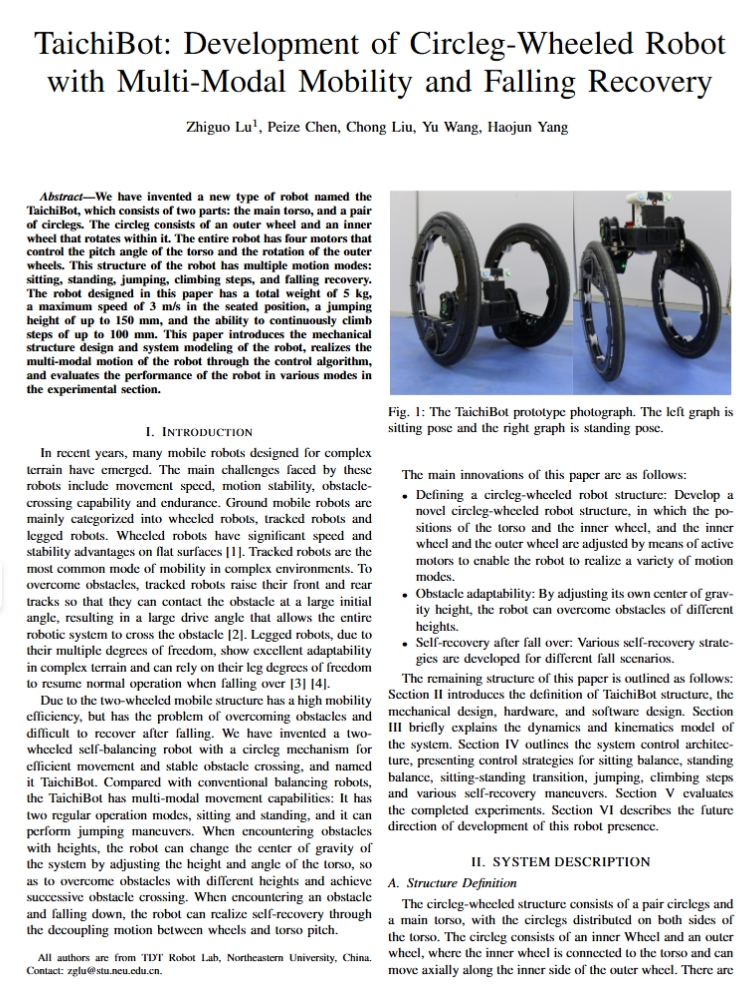 TaichiBot: Development of Circleg-Wheeled Robot
with Multi-Modal Mobility and Falling Recovery
Zhiguo Lu1, Peize Chen, Chong Liu, Yu Wang, Haojun Yang
Abstract—We have invented a new type of robot named the
TaichiBot, which consists of two parts: the main torso, and a pair
of circlegs. The circleg consists of an outer wheel and an inner
wheel that rotates within it. The entire robot has four motors that
control the pitch angle of the torso and the rotation of the outer
wheels. This structure of the robot has multiple motion modes:
sitting, standing, jumping, climbing steps, and falling recovery.
The robot designed in this paper has a total weight of 5 kg,
a maximum speed of 3 m/s in the seated position, a jumping
height of up to 150 mm, and the ability to continuously climb
steps of up to 100 mm. This paper introduces the mechanical
structure design and system modeling of the robot, realizes the
multi-modal motion of the robot through the control algorithm,
and evaluates the performance of the robot in various modes in
the experimental section.
I. INTRODUCTION
In recent years, many mobile robots designed for complex
terrain have emerged. The main challenges faced by these
robots include movement speed, motion stability, obstacle-
crossing capability and endurance. Ground mobile robots are
mainly categorized into wheeled robots, tracked robots and
legged robots. Wheeled robots have significant speed and
stability advantages on flat surfaces [1]. Tracked robots are the
most common mode of mobility in complex environments. To
overcome obstacles, tracked robots raise their front and rear
tracks so that they can contact the obstacle at a large initial
angle, resulting in a large drive angle that allows the entire
robotic system to cross the obstacle [2]. Legged robots, due to
their multiple degrees of freedom, show excellent adaptability
in complex terrain and can rely on their leg degrees of freedom
to resume normal operation when falling over [3] [4].
Due to the two-wheeled mobile structure has a high mobility
efficiency, but has the problem of overcoming obstacles and
difficult to recover after falling. We have invented a two-
wheeled self-balancing robot with a circleg mechanism for
efficient movement and stable obstacle crossing, and named
it TaichiBot. Compared with conventional balancing robots,
the TaichiBot has multi-modal movement capabilities: It has
two regular operation modes, sitting and standing, and it can
perform jumping maneuvers. When encountering obstacles
with heights, the robot can change the center of gravity of
the system by adjusting the height and angle of the torso, so
as to overcome obstacles with different heights and achieve
successive obstacle crossing. When encountering an obstacle
and falling down, the robot can realize self-recovery through
the decoupling motion between wheels and torso pitch.
All authors are from TDT Robot Lab, Northeastern University, China.
Contact: zglu@stu.neu.edu.cn.
Fig. 1: The TaichiBot prototype photograph. The left graph is
sitting pose and the right graph is standing pose.
The main innovations of this paper are as follows:
• Defining a circleg-wheeled robot structure: Develop a
novel circleg-wheeled robot structure, in which the po-
sitions of the torso and the inner wheel, and the inner
wheel and the outer wheel are adjusted by means of active
motors to enable the robot to realize a variety of motion
modes.
• Obstacle adaptability: By adjusting its own center of grav-
ity height, the robot can overcome obstacles of different
heights.
• Self-recovery after fall over: Various self-recovery strate-
gies are developed for different fall scenarios.
The remaining structure of this paper is outlined as follows:
Section II introduces the definition of TaichiBot structure, the
mechanical design, hardware, and software design. Section
III briefly explains the dynamics and kinematics model of
the system. Section IV outlines the system control architec-
ture, presenting control strategies for sitting balance, standing
balance, sitting-standing transition, jumping, climbing steps
and various self-recovery maneuvers. Section V evaluates
the completed experiments. Section VI describes the future
direction of development of this robot presence.
II. SYSTEM DESCRIPTION
A. Structure Definition
The circleg-wheeled structure consists of a pair circlegs and
a main torso, with the circlegs distributed on both sides of
the torso. The circleg consists of an inner Wheel and an outer
wheel, where the inner wheel is connected to the torso and can
move axially along the inner side of the outer wheel. There are